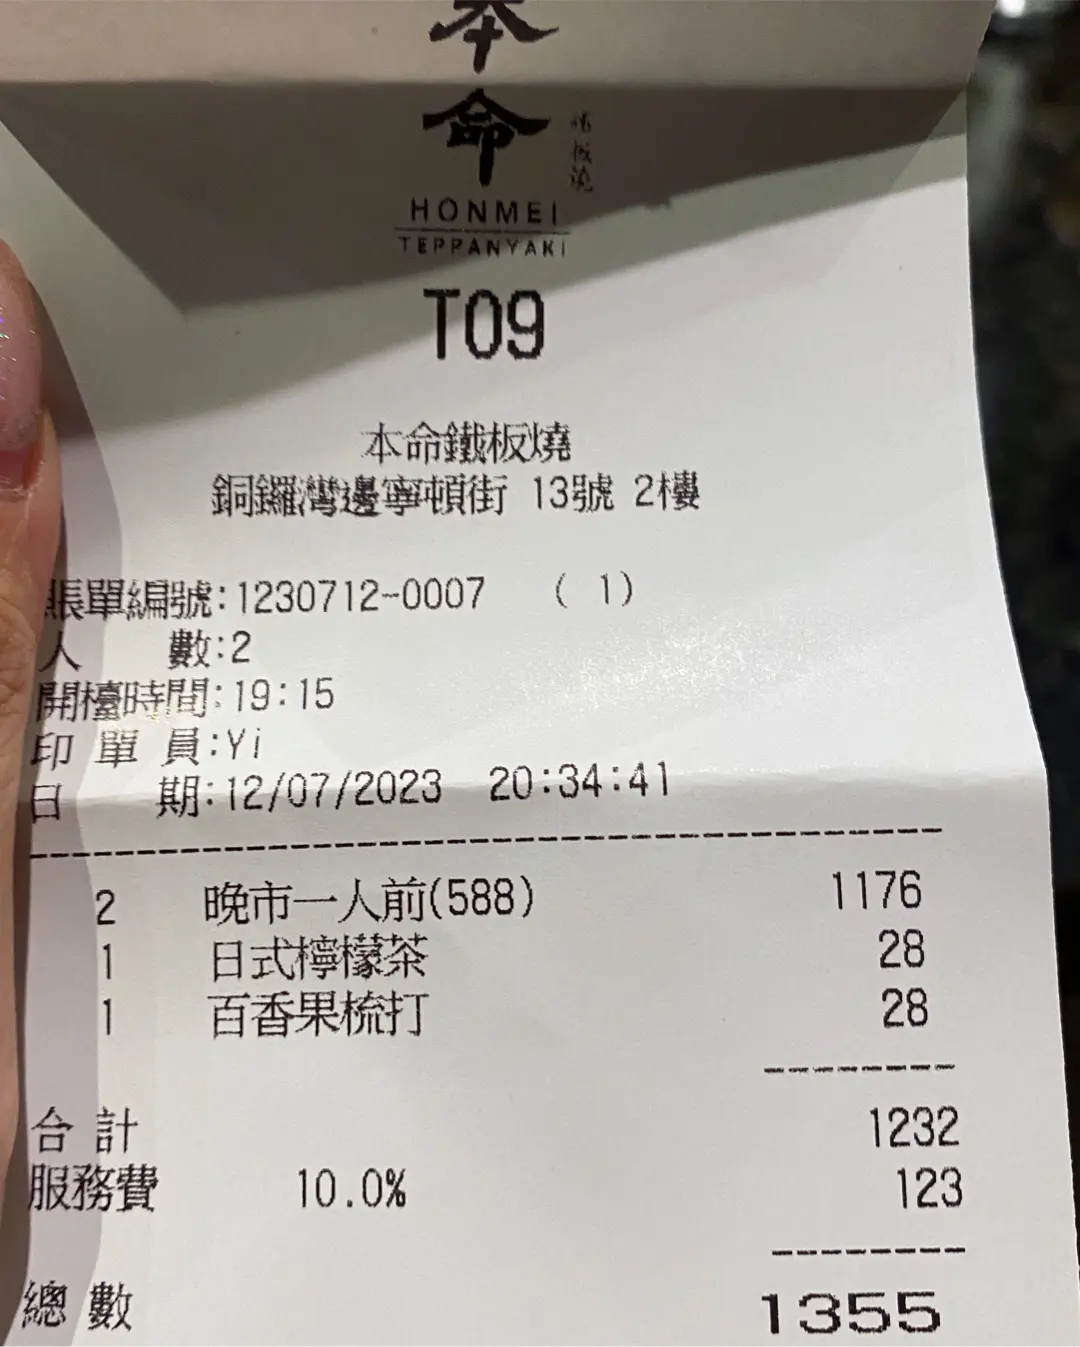 本
命
鐵板燒
HONMEI
TEPPANYAKI
T09
本命鐵板燒
銅鑼灣邊寧頓街 13號 2樓
賬單編號:1230712-0007 ( 1)
人 數:2
開檯時間:19:15
印 單 員:Yi
日 期:12/07/2023 20:34:41
2 晚市一人前(588) 1176
1 日式檸檬茶 28
1 百香果梳打 28
合 計 1232
服務費 10.0% 123
總 數 1355